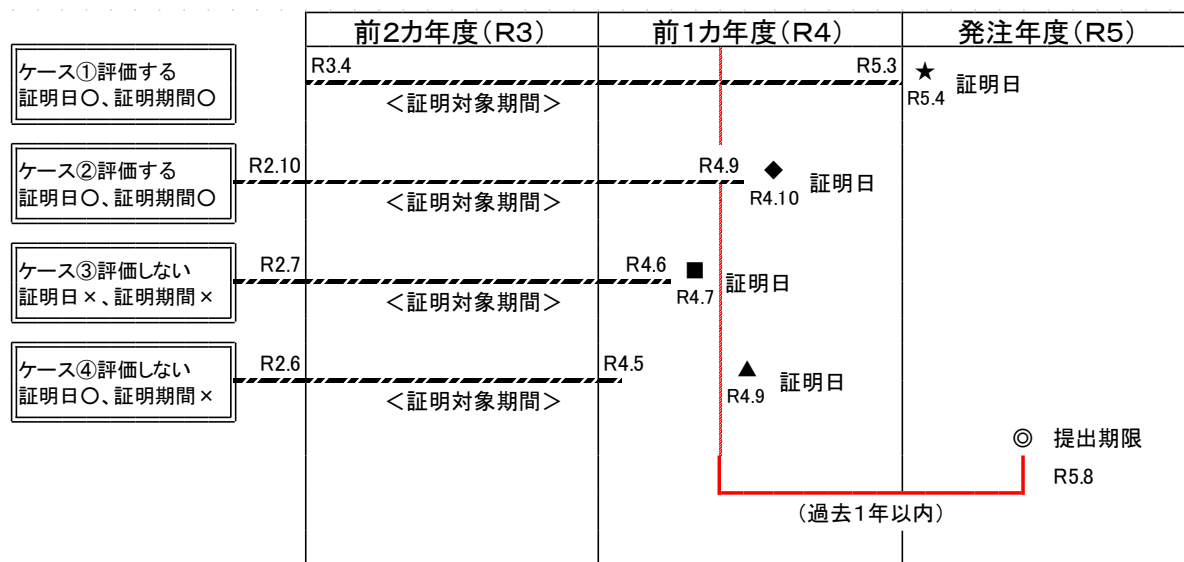 前2カ年度(R3)
前1カ年度(R4)
発注年度(R5)
ケース①評価する
証明日〇、証明期間〇
R3.4
R5.3
★
証明日
R5.4
＜証明対象期間＞
ケース②評価する
証明日〇、証明期間〇
R2.10
R4.9
◆
証明日
R4.10
＜証明対象期間＞
ケース③評価しない
証明日×、証明期間×
R2.7
R4.6
■
証明日
R4.7
＜証明対象期間＞
ケース④評価しない
証明日〇、証明期間×
R2.6
R4.5
▲
証明日
R4.9
＜証明対象期間＞
◎ 提出期限
R5.8
（過去1年以内）